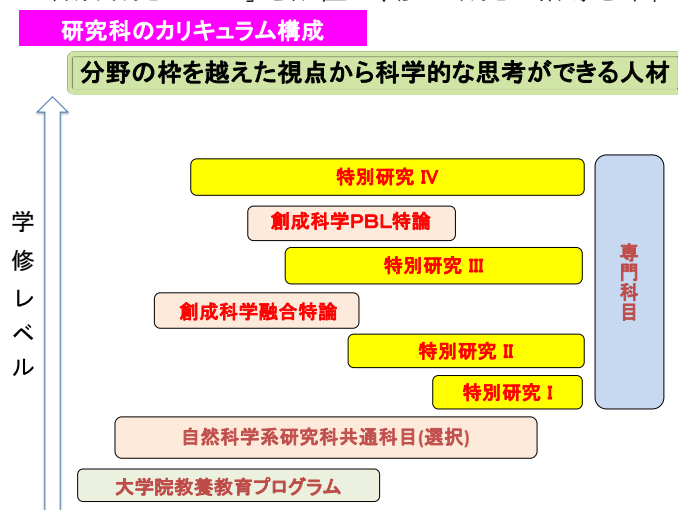 研究科のカリキュラム構成
分野の枠を越えた視点から科学的な思考ができる人材
特別研究 Ⅳ
創成科学PBL特論
特別研究 Ⅲ
創成科学融合特論
特別研究 Ⅱ
特別研究 Ⅰ
自然科学系研究科共通科目(選択)
大学院教養教育プログラム
学修レベル
専門科目